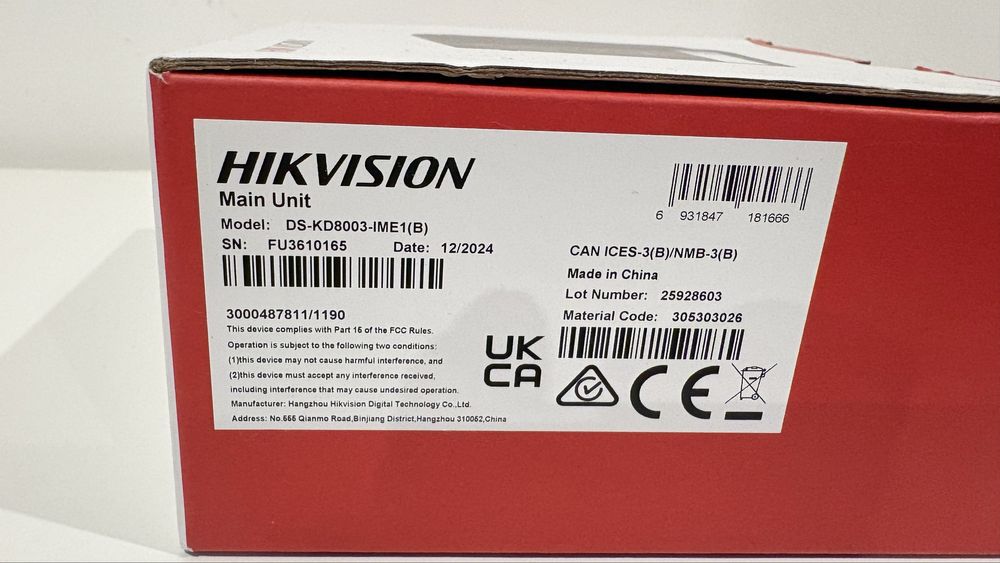 HIKVISION
Main Unit
Model: DS-KD8003-IME1(B)
SN: FU3610165 Date: 12/2024
3000487811/1190
This device complies with Part 15 of the FCC Rules.
Operation is subject to the following two conditions:
(1)this device may not cause harmful interference, and
(2)this device must accept any interference received,
including interference that may cause undesired operation.
Manufacturer: Hangzhou Hikvision Digital Technology Co.,Ltd.
Address: No.555 Qianmo Road,Binjiang District,Hangzhou 310052,China
6 931847 181666
CAN ICES-3(B)/NMB-3(B)
Made in China
Lot Number: 25928603
Material Code: 305303026
UK
CA
CE